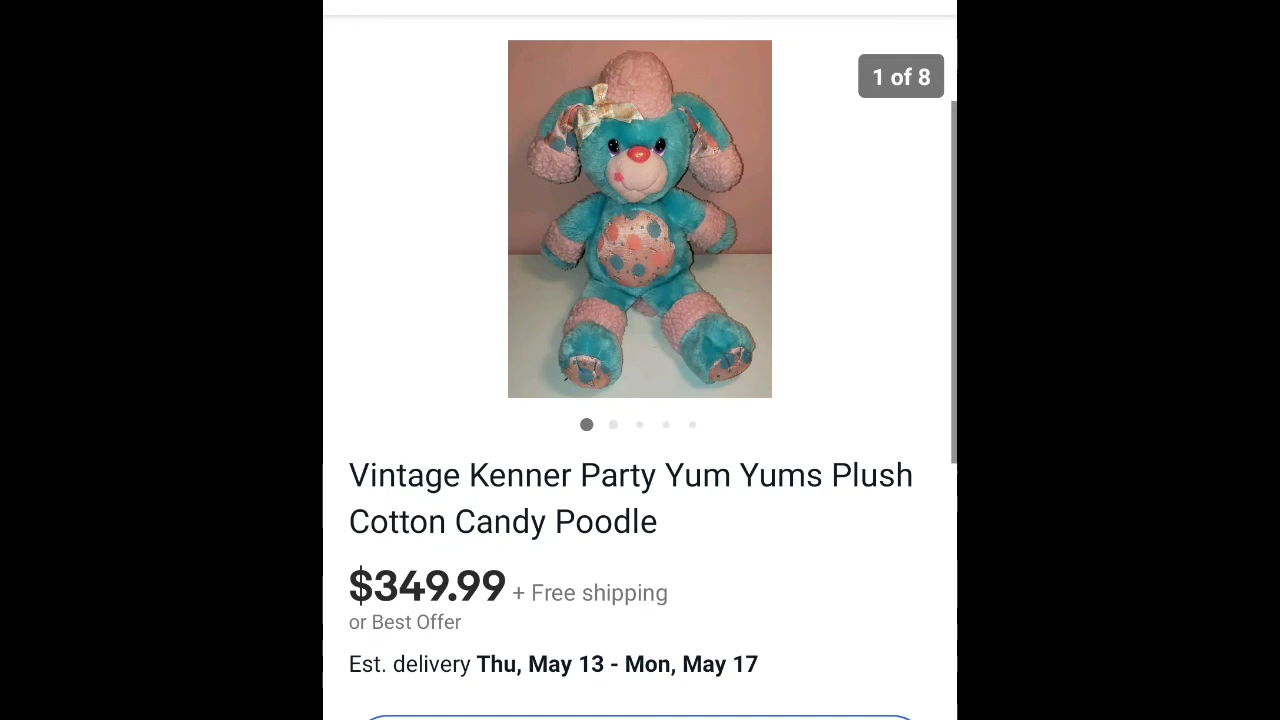 1 of 8
Vintage Kenner Party Yum Yums Plush
Cotton Candy Poodle
$349.99 + Free shipping
or Best Offer
Est. delivery Thu, May 13 - Mon, May 17